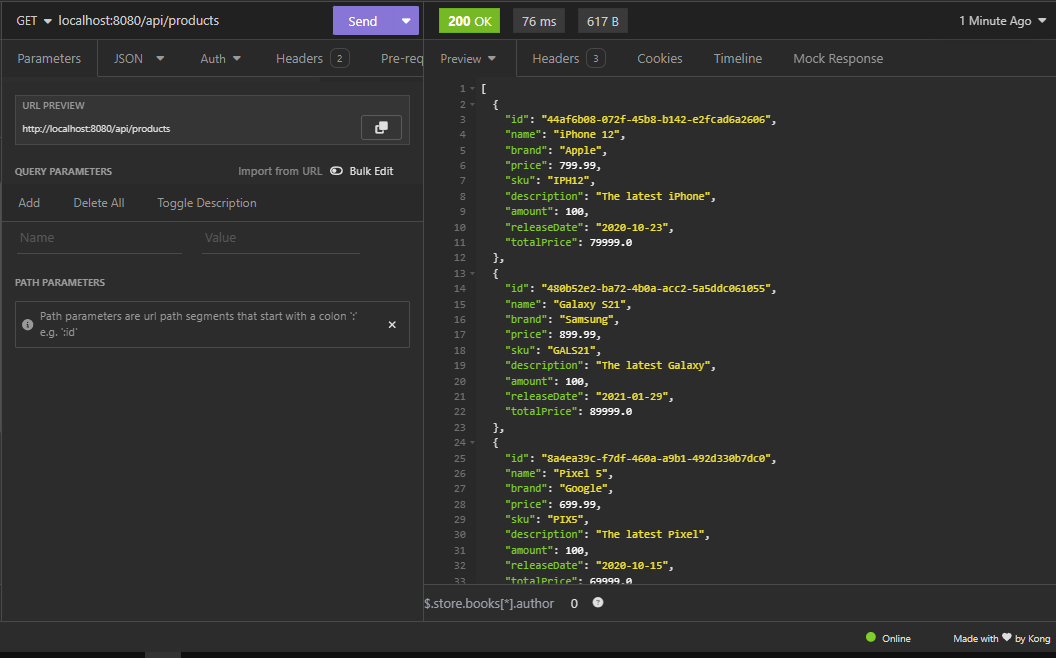 GET localhost:8080/api/products Send
200 OK 76 ms 617 B 1 Minute Ago
Parameters JSON Auth Headers 2 Pre-req
Preview Headers 3 Cookies Timeline Mock Response
URL PREVIEW
http://localhost:8080/api/products
QUERY PARAMETERS Import from URL Bulk Edit
Add Delete All Toggle Description
Name Value
PATH PARAMETERS
Path parameters are url path segments that start with a colon ':'
e.g. ':id'
1 [
2 {
3 "id": "44af6b08-072f-45b8-b142-e2fcad6a2606",
4 "name": "iPhone 12",
5 "brand": "Apple",
6 "price": 799.99,
7 "sku": "IPH12",
8 "description": "The latest iPhone",
9 "amount": 100,
10 "releaseDate": "2020-10-23",
11 "totalPrice": 79999.0
12 },
13 {
14 "id": "480b52e2-ba72-4b0a-acc2-5a5ddc061055",
15 "name": "Galaxy S21",
16 "brand": "Samsung",
17 "price": 899.99,
18 "sku": "GALS21",
19 "description": "The latest Galaxy",
20 "amount": 100,
21 "releaseDate": "2021-01-29",
22 "totalPrice": 89999.0
23 },
24 {
25 "id": "8a4ea39c-f7df-460a-a9b1-492d330b7dc0",
26 "name": "Pixel 5",
27 "brand": "Google",
28 "price": 699.99,
29 "sku": "PIX5",
30 "description": "The latest Pixel",
31 "amount": 100,
32 "releaseDate": "2020-10-15",
33 "totalPrice": 69999.0
$.store.books[*].author 0
Online Made with ❤ by Kong